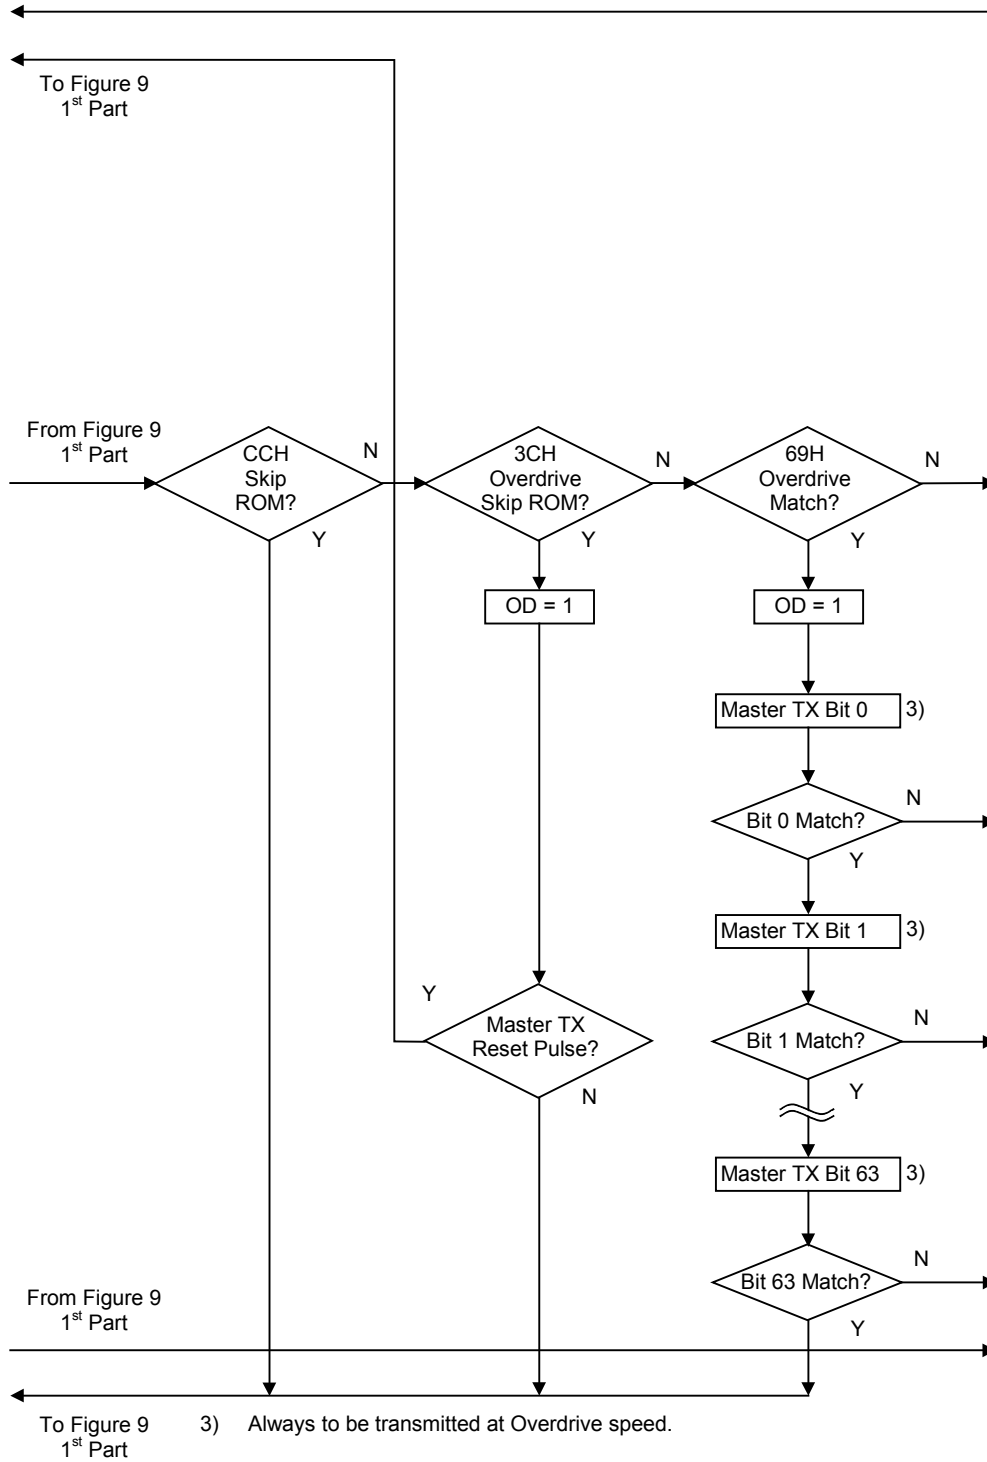 To Figure 9
1st Part
From Figure 9
1st Part
CCH
Skip
ROM?
N
Y
3CH
Overdrive
Skip ROM?
N
Y
69H
Overdrive
Match?
N
Y
OD = 1
OD = 1
Master TX Bit 0
3)
Bit 0 Match?
N
Y
Master TX Bit 1
3)
Y
Master TX
Reset Pulse?
N
Bit 1 Match?
N
Y
Master TX Bit 63
3)
Bit 63 Match?
N
Y
From Figure 9
1st Part
To Figure 9
1st Part
3) Always to be transmitted at Overdrive speed.